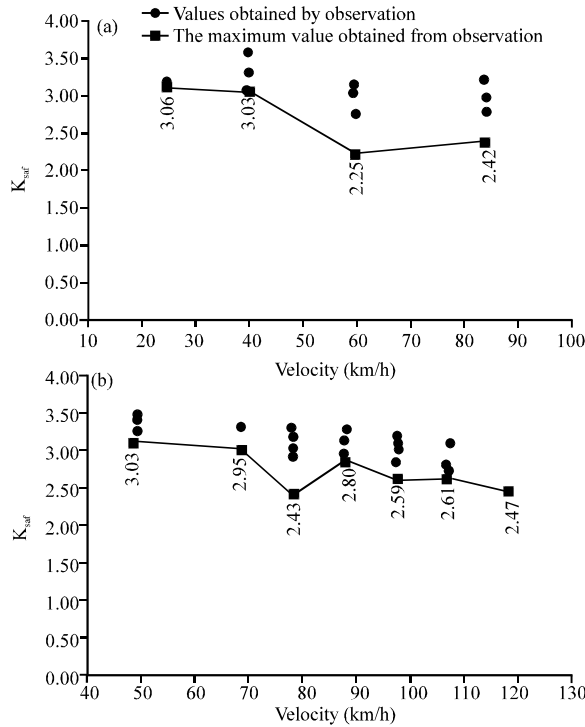 (a)
Values obtained by observation
The maximum value obtained from observation
4.00
3.50
3.00
2.50
2.00
1.50
1.00
0.50
0.00
K_saf
3.06
3.03
2.25
2.42
10 20 30 40 50 60 70 80 90 100
Velocity (km/h)
(b)
4.00
3.50
3.00
2.50
2.00
1.50
1.00
0.50
0.00
K_saf
3.03
2.95
2.43
2.80
2.59
2.61
2.47
40 50 60 70 80 90 100 110 120 130
Velocity (km/h)